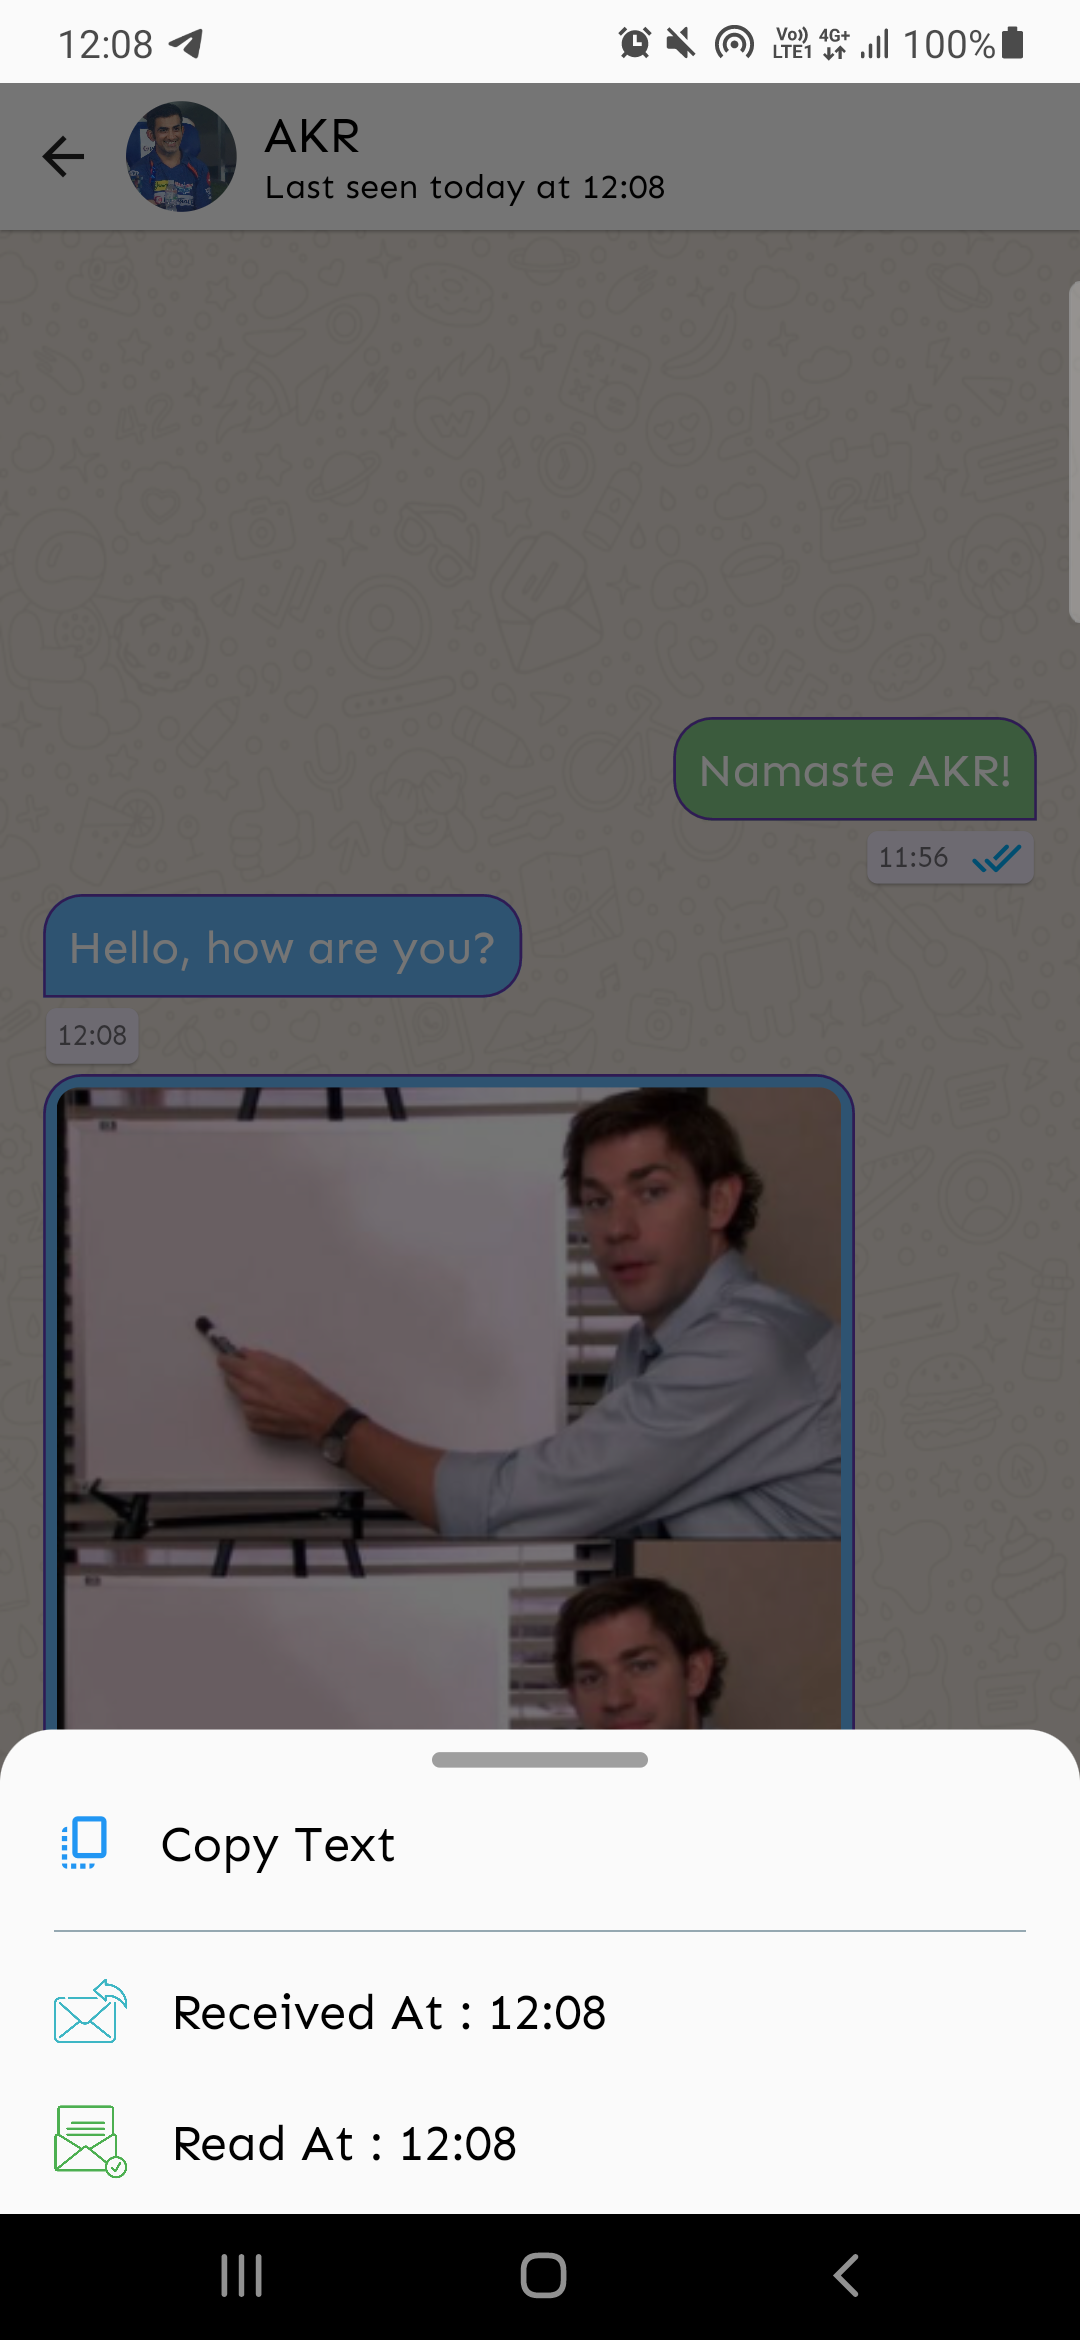 12:08
Vo)) LTE1 4G+ 100%
AKR
Last seen today at 12:08
Namaste AKR!
11:56
Hello, how are you?
12:08
Copy Text
Received At : 12:08
Read At : 12:08